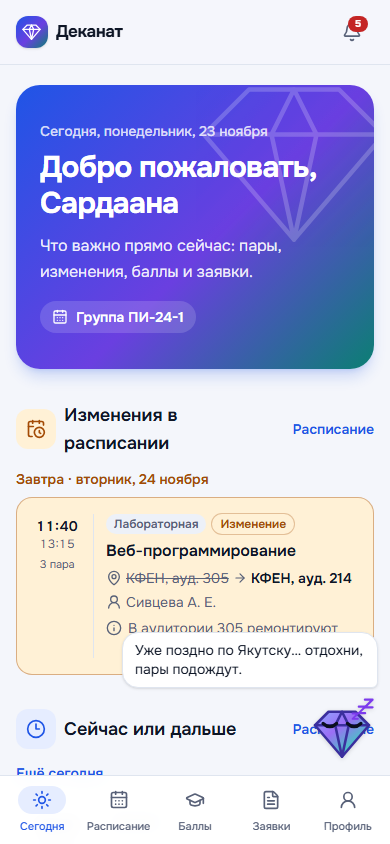 Деканат
5
Сегодня, понедельник, 23 ноября
Добро пожаловать,
Сардаана
Что важно прямо сейчас: пары,
изменения, баллы и заявки.
Группа ПИ-24-1
Изменения в
расписании
Расписание
Завтра · вторник, 24 ноября
11:40
13:15
3 пара
Лабораторная
Изменение
Веб-программирование
КФЕН, ауд. 305 → КФЕН, ауд. 214
Сивцева А. Е.
В аудитории 305 ремонтируют
Уже поздно по Якутску... отдохни,
пары подождут.
Сейчас или дальше
Ещё сегодня
Сегодня
Расписание
Баллы
Заявки
Профиль